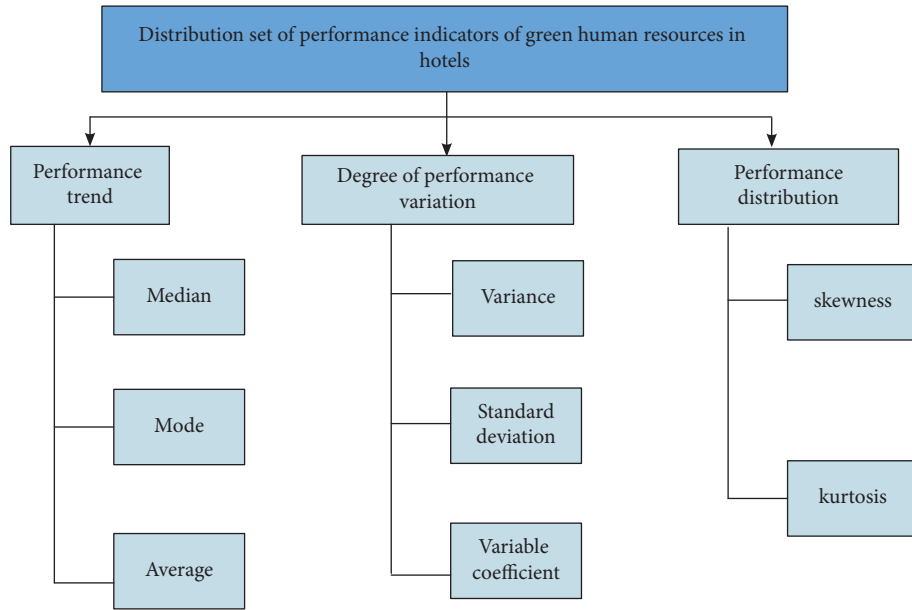 Distribution set of performance indicators of green human resources in
hotels
Performance
trend
Degree of performance
variation
Performance
distribution
Median
Mode
Average
Variance
Standard
deviation
Variable
coefficient
skewness
kurtosis